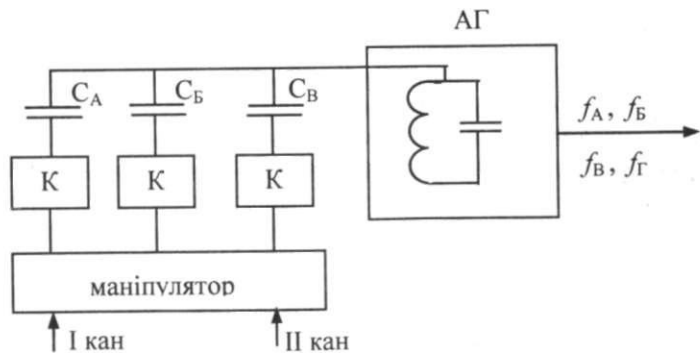 АГ
C_А C_Б C_В
f_А, f_Б
f_В, f_Г
К К К
маніпулятор
I кан II кан